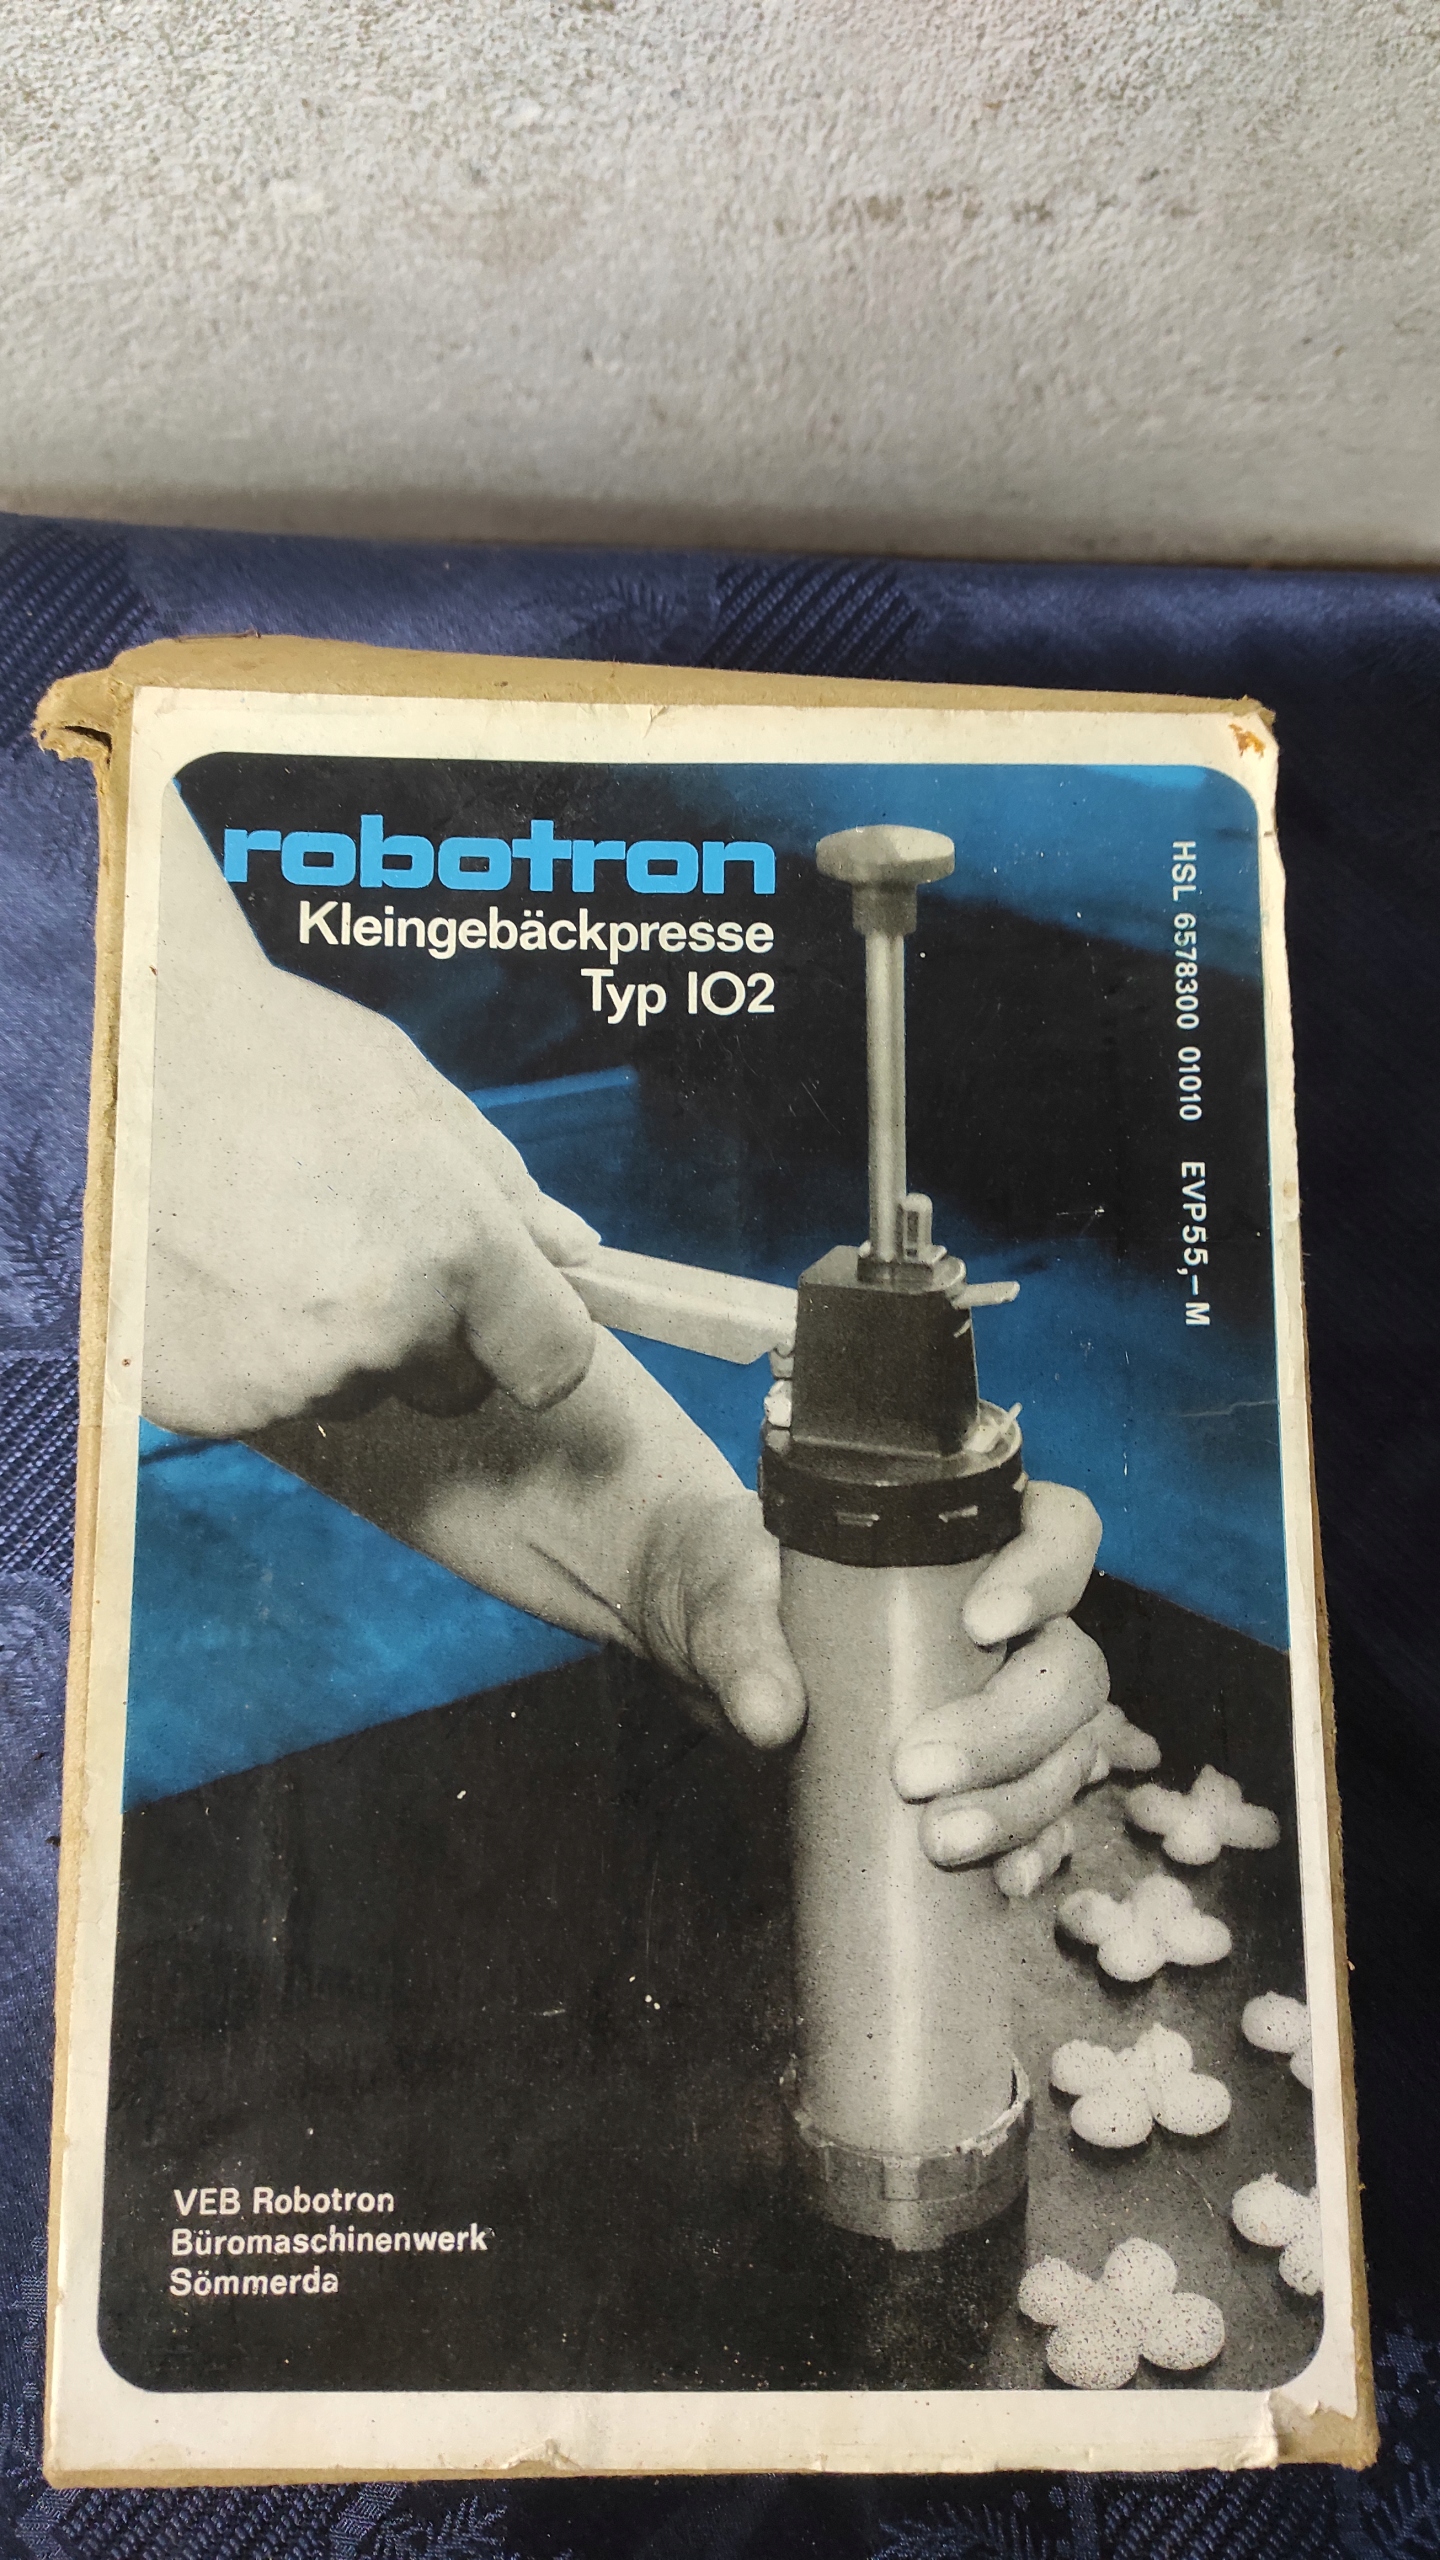 robotron
Kleingebäckpresse
Typ 102
HSL 6578300 01010 EVP55,-M
VEB Robotron
Büromaschinenwerk
Sömmerda